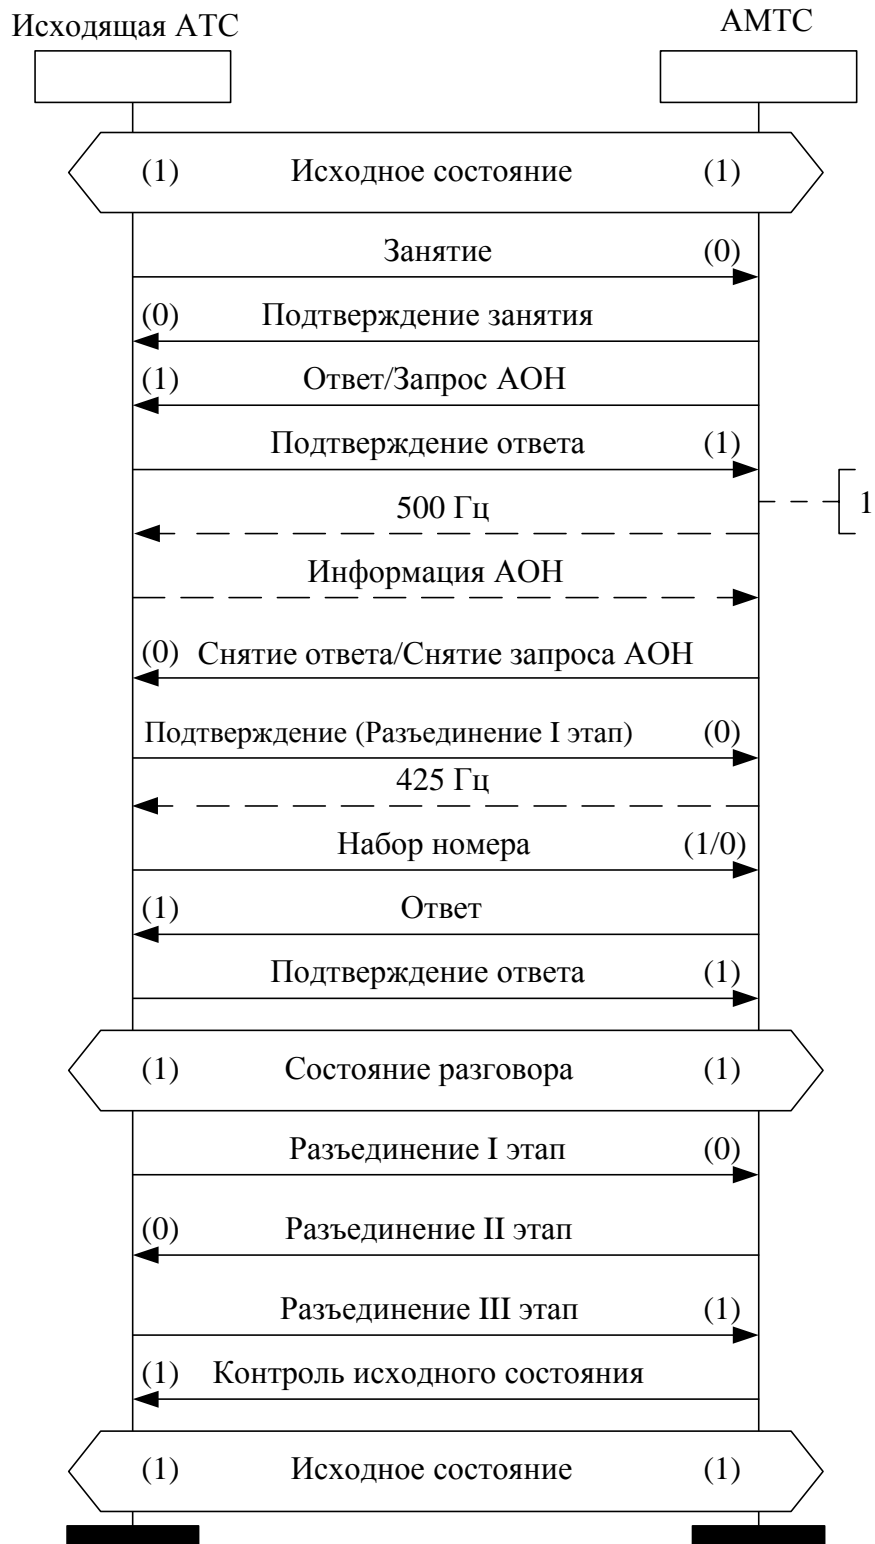 Исходящая АТС АМТС
(1) Исходное состояние (1)
Занятие (0)
(0) Подтверждение занятия
(1) Ответ/Запрос АОН
Подтверждение ответа (1)
500 Гц 1
Информация АОН
(0) Снятие ответа/Снятие запроса АОН
Подтверждение (Разъединение I этап) (0)
425 Гц
Набор номера (1/0)
(1) Ответ
Подтверждение ответа (1)
(1) Состояние разговора (1)
Разъединение I этап (0)
(0) Разъединение II этап
Разъединение III этап (1)
(1) Контроль исходного состояния
(1) Исходное состояние (1)